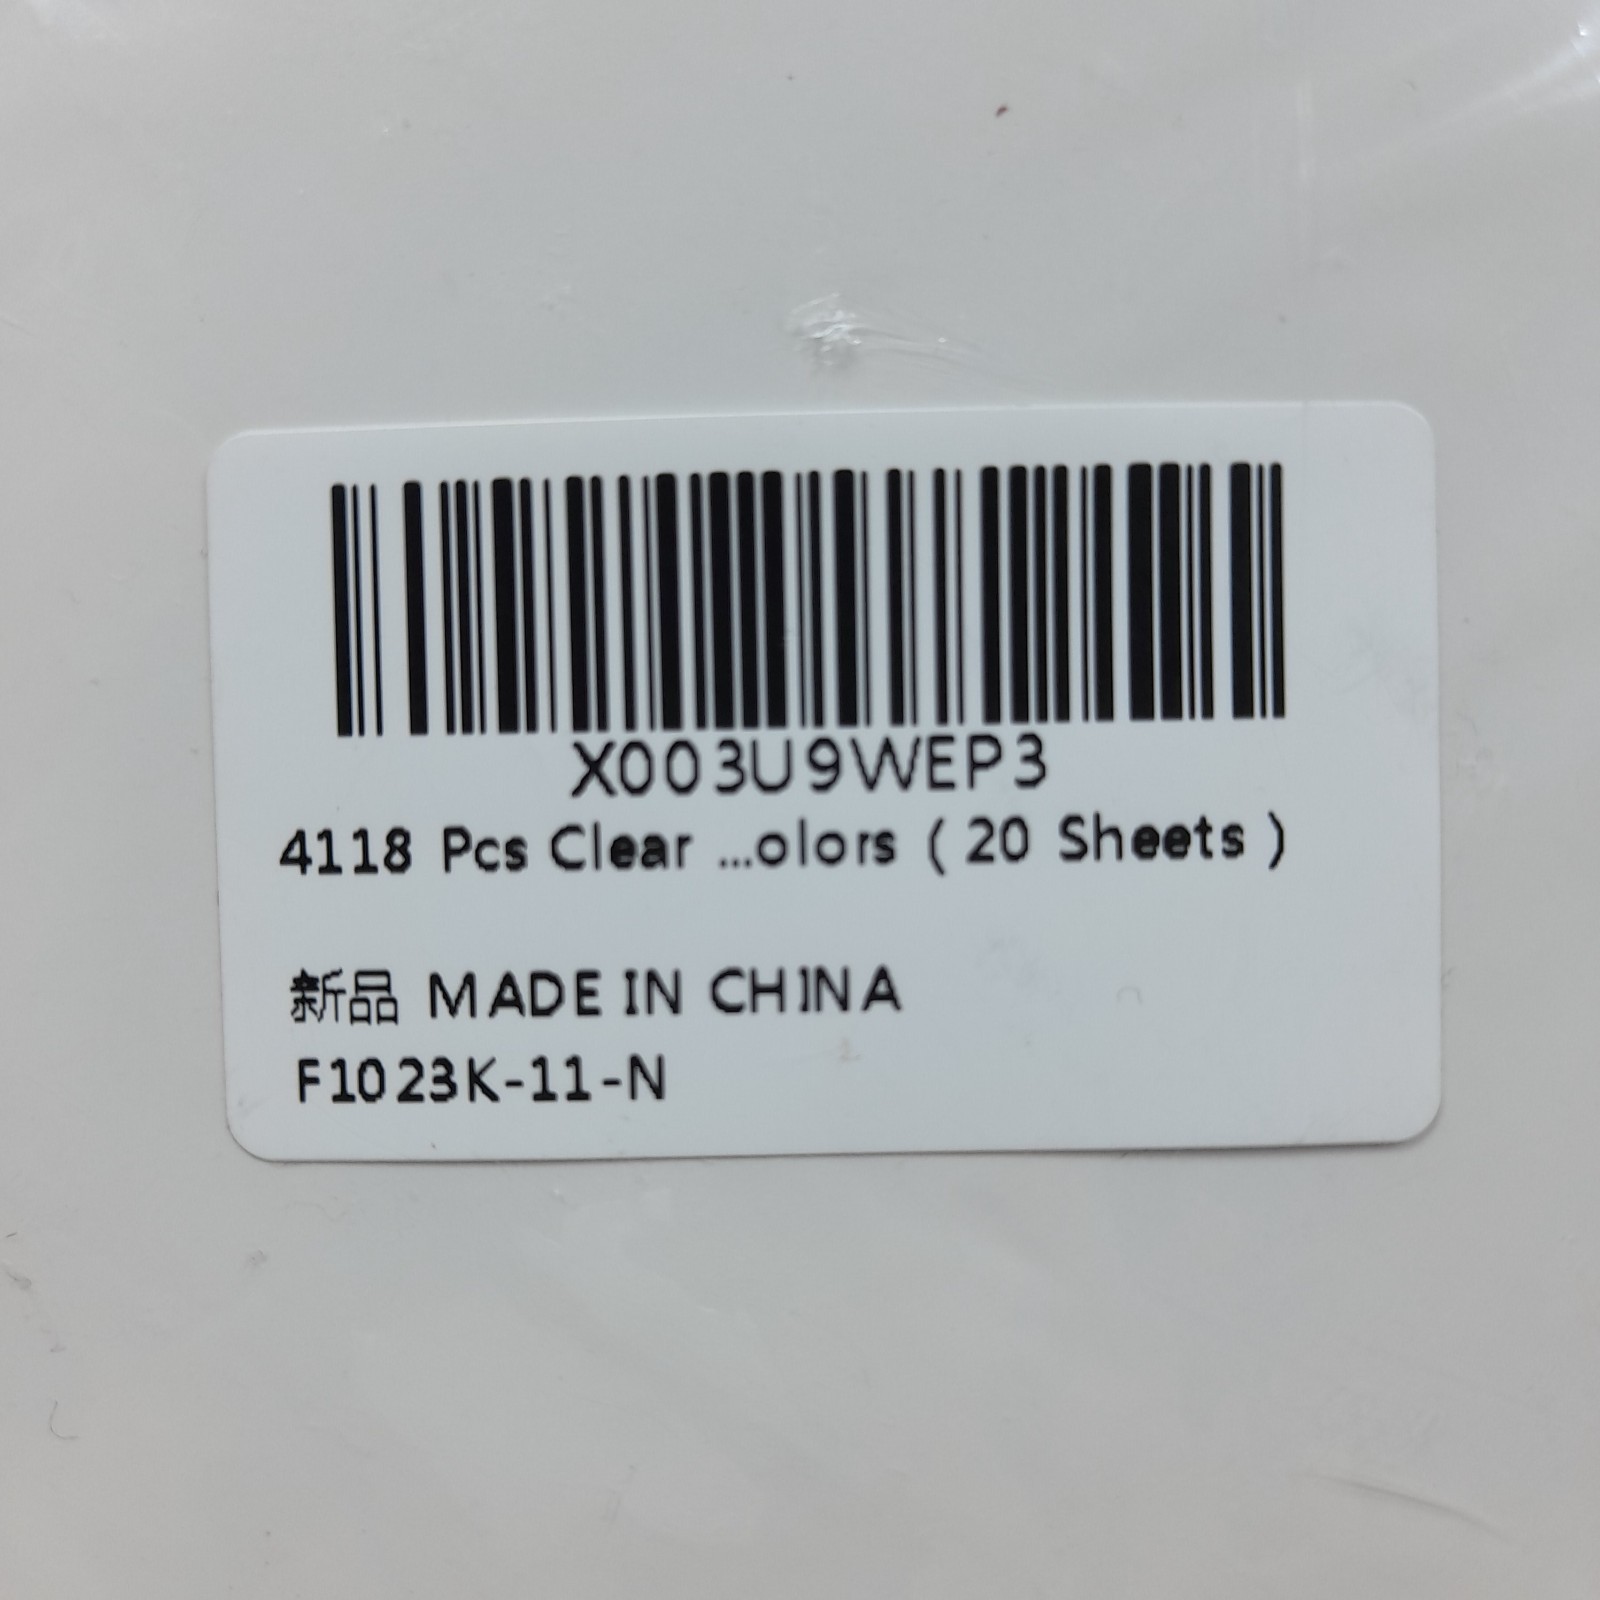 X003U9WEP3
4118 Pcs Clear ...olors ( 20 Sheets )
新品 MADE IN CHINA
F1023K-11-N